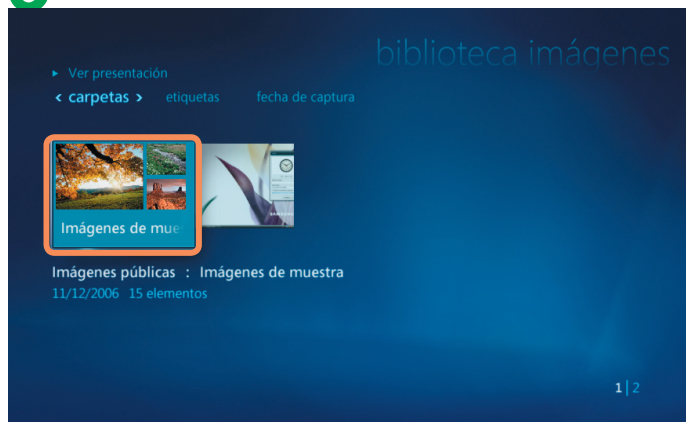 biblioteca imágenes
Ver presentación
< carpetas > etiquetas fecha de captura
Imágenes de mue
Imágenes públicas : Imágenes de muestra
11/12/2006 15 elementos
1 | 2